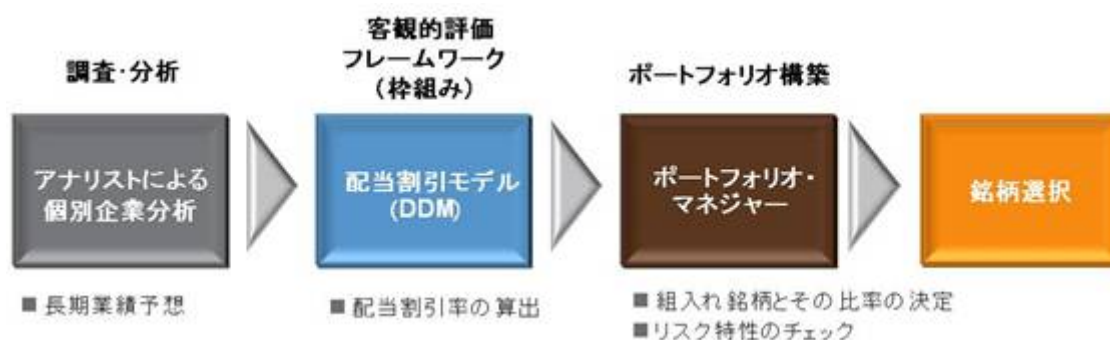 調査・分析
客観的評価
フレームワーク
(枠組み)
ポートフォリオ構築
アナリストによる
個別企業分析
配当割引モデル
(DDM)
ポートフォリオ・
マネジャー
銘柄選択
■長期業績予想
■配当割引率の算出
■組入れ銘柄とその比率の決定
■リスク特性のチェック